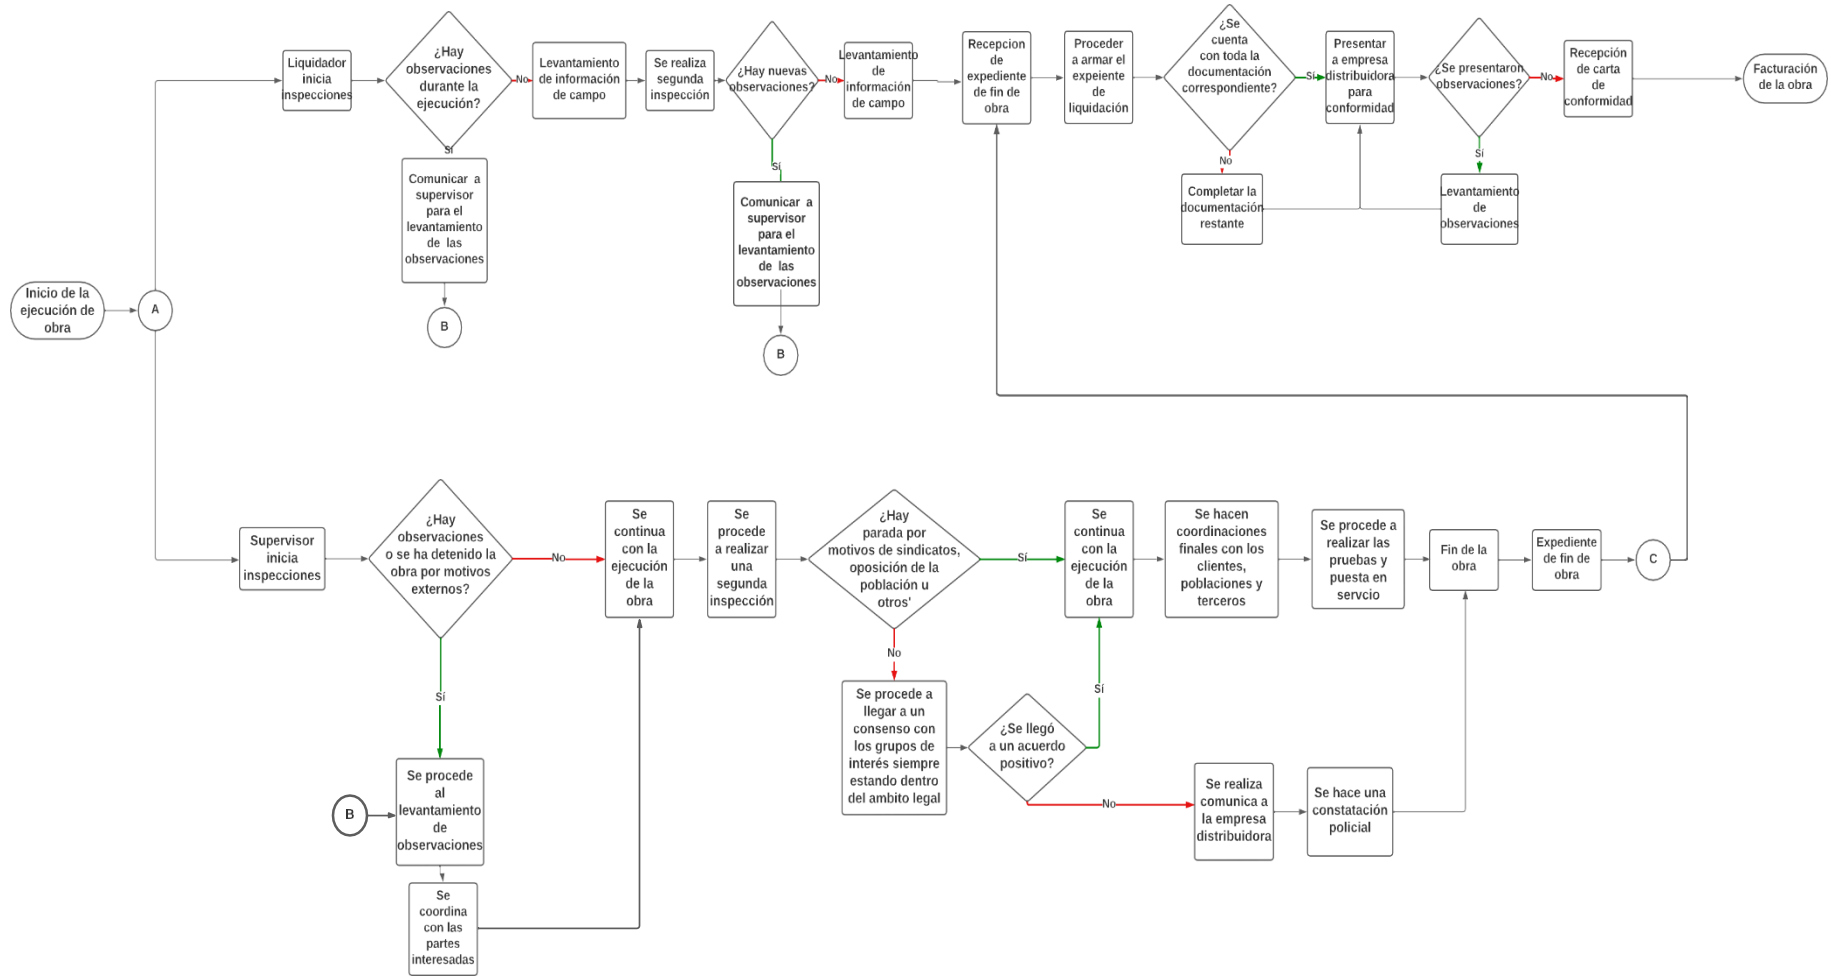 Inicio de la
ejecución de
obra
A
Liquidador
inicia
inspecciones
¿Hay
observaciones
durante la
ejecución?
No
Sí
Comunicar a
supervisor
para el
levantamiento
de las
observaciones
B
Levantamiento
de información
de campo
Se realiza
segunda
inspección
¿Hay nuevas
observaciones?
No
Sí
Comunicar a
supervisor
para el
levantamiento
de las
observaciones
B
Levantamiento
de
información
de campo
Recepcion
de
expediente
de fin de
obra
Proceder
a armar el
expeiente
de
liquidación
¿Se
cuenta
con toda la
documentación
correspondiente?
Sí
No
Completar la
documentación
restante
Presentar
a empresa
distribuidora
para
conformidad
¿Se presentaron
observaciones?
No
Sí
Levantamiento
de
observaciones
Recepción
de carta de
conformidad
Facturación
de la obra
Supervisor
inicia
inspecciones
¿Hay
observaciones
o se ha detenido la
obra por motivos
externos?
No
Sí
B
Se procede
al
levantamiento
de
observaciones
Se
coordina
con las
partes
interesadas
Se
continua
con la
ejecución
de la
obra
Se
procede
a realizar
una
segunda
inspección
¿Hay
parada por
motivos de sindicatos,
oposición de la
población u
otros'
Sí
No
Se procede a
llegar a un
consenso con
los grupos de
interés siempre
estando dentro
del ambito legal
¿Se llegó
a un acuerdo
positivo?
Sí
No
Se realiza
comunica a
la empresa
distribuidora
Se hace una
constatación
policial
Se
continua
con la
ejecución
de la
obra
Se hacen
coordinaciones
finales con los
clientes,
poblaciones y
terceros
Se procede a
realizar las
pruebas y
puesta en
servcio
Fin de la
obra
Expediente
de fin de
obra
C